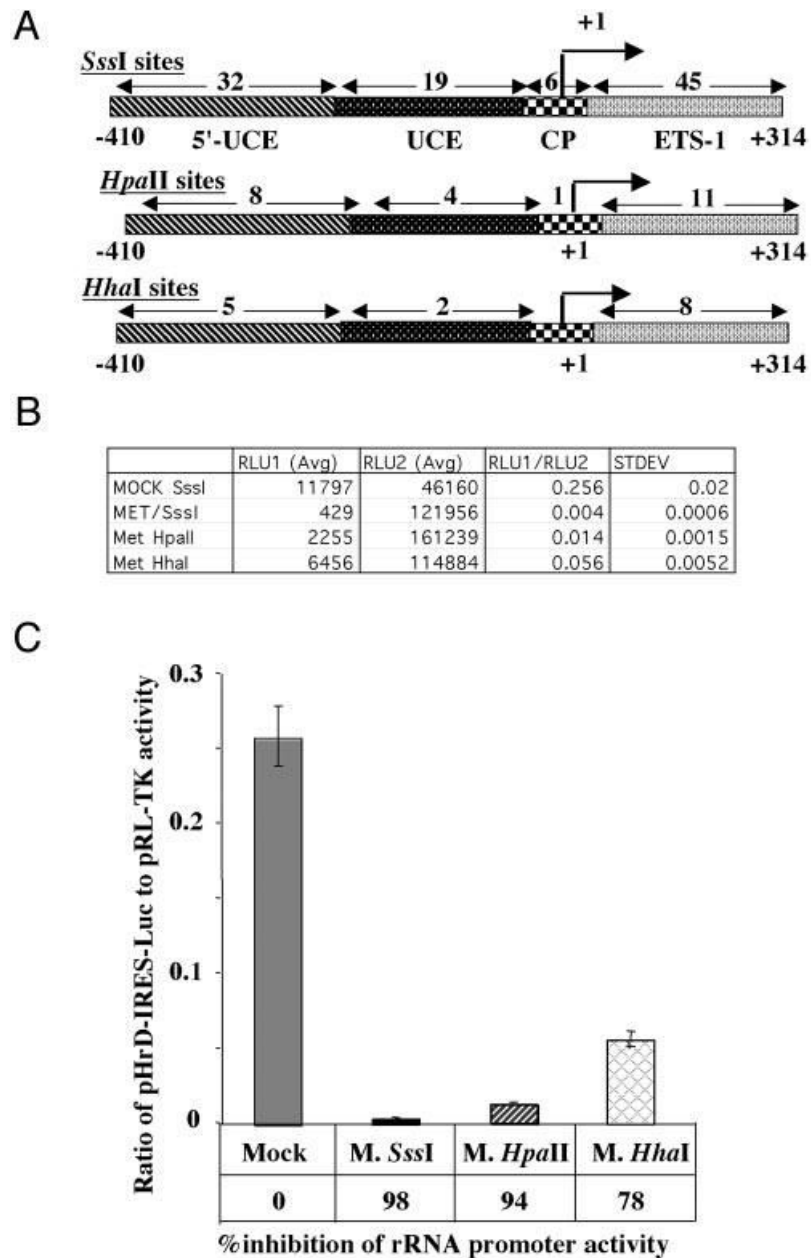 A
+1
SssI sites
32 19 6 45
-410 5'-UCE UCE CP ETS-1 +314
HpaII sites
8 4 1 11
-410 +1 +314
HhaI sites
5 2 8
-410 +1 +314
B
RLU1 (Avg) RLU2 (Avg) RLU1/RLU2 STDEV
MOCK SssI 11797 46160 0.256 0.02
MET/SssI 429 121956 0.004 0.0006
Met HpaII 2255 161239 0.014 0.0015
Met HhaI 6456 114884 0.056 0.0052
C
Ratio of pHrD-IRES-Luc to pRL-TK activity
0.3
0.2
0.1
0
Mock M. SssI M. HpaII M. HhaI
0 98 94 78
%inhibition of rRNA promoter activity